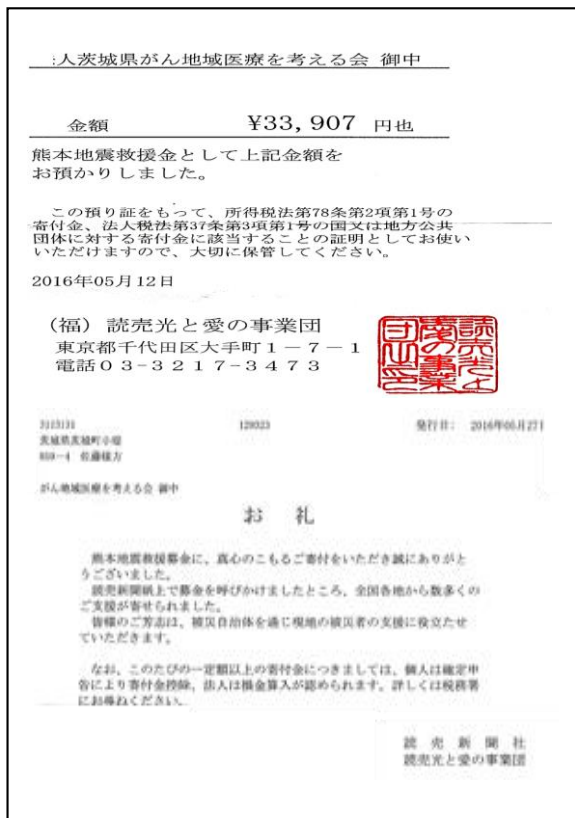 人茨城県がん地域医療を考える会 御中
金額 ¥33,907 円也
熊本地震救援金として上記金額を
お預かりしました。
この預り証をもって、所得税法第78条第2項第1号の
寄付金、法人税法第37条第3項第1号の国又は地方公共
団体に対する寄付金に該当することの証明としてお使い
いただけますので、大切に保管してください。
2016年05月12日
(福) 読売光と愛の事業団
東京都千代田区大手町1-7-1
電話03-3217-3473
読売光と愛の事業団之印
発行日: 2016年05月27日
茨城県茨城町小堤
がん地域医療を考える会 御中
お 礼
熊本地震救援募金に、真心のこもるご寄付をいただき誠にありがと
うございました。
読売新聞紙上で募金を呼びかけましたところ、全国各地から数多くの
ご支援が寄せられました。
皆様のご芳志は、被災自治体を通じ現地の被災者の支援に役立たせ
ていただきます。
なお、このたびの一定額以上の寄付金につきましては、個人は確定申
告により寄付金控除、法人は損金算入が認められます。詳しくは税務署
にお尋ねください。
読 売 新 聞 社
読売光と愛の事業団